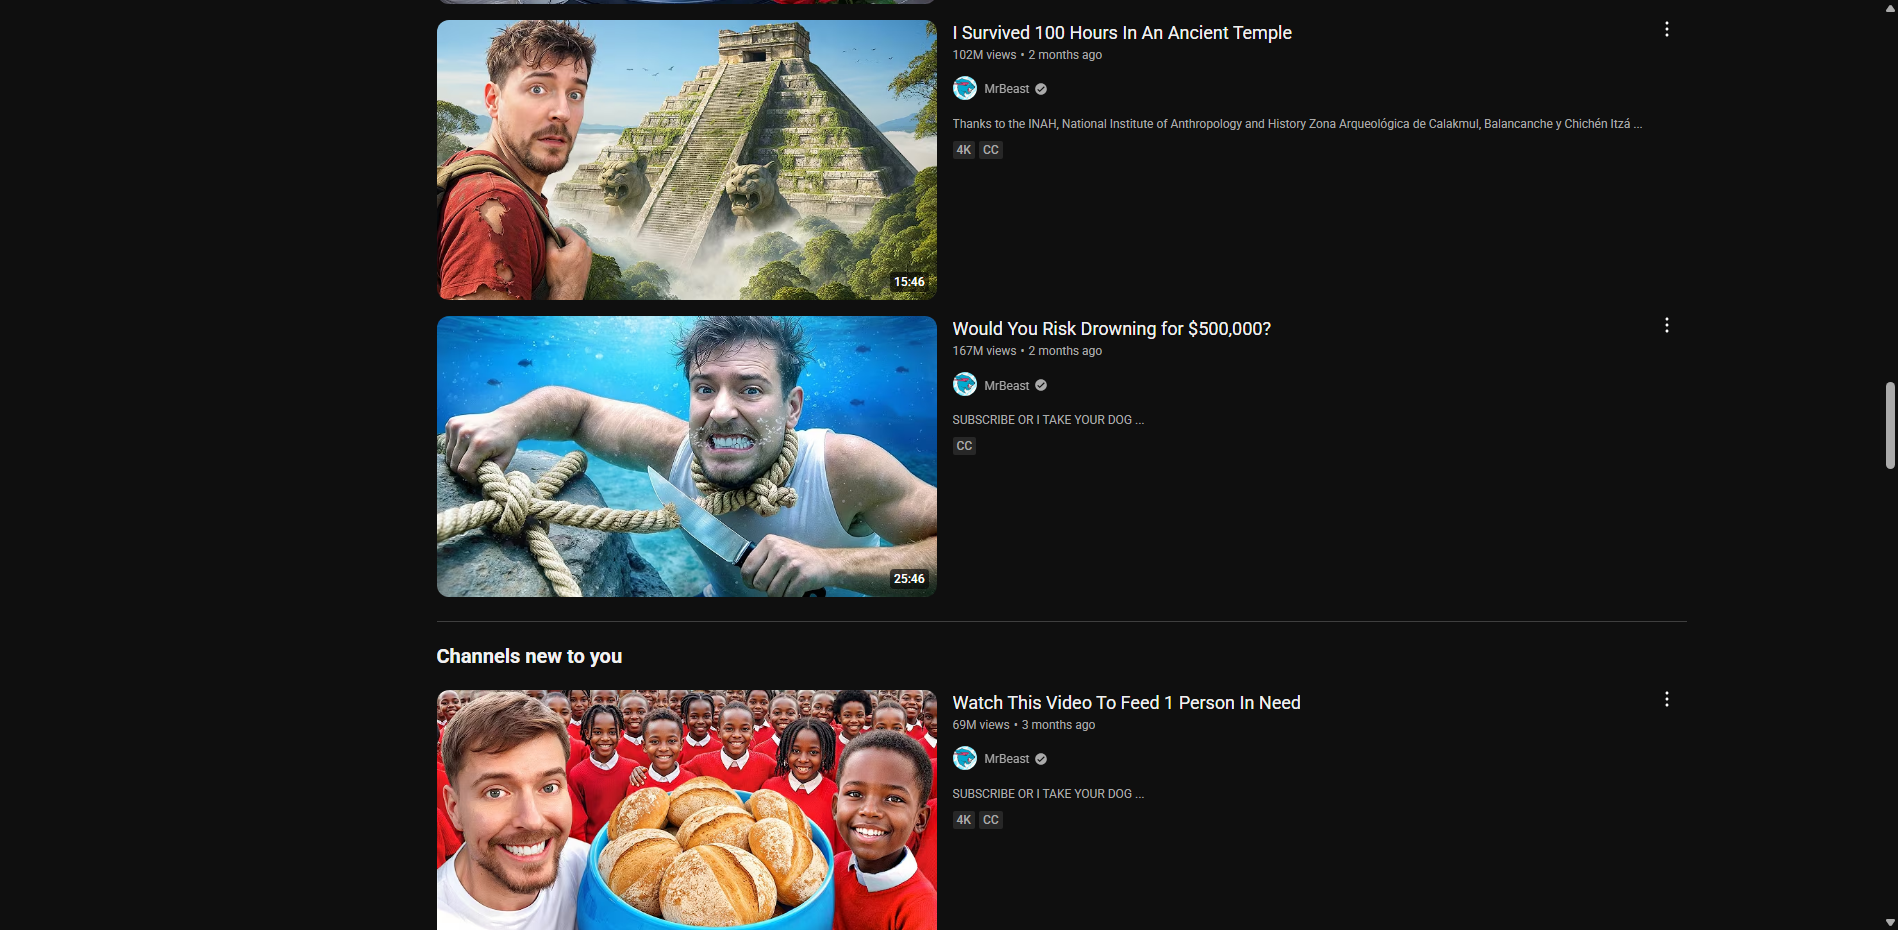 I Survived 100 Hours In An Ancient Temple
102M views • 2 months ago
MrBeast
Thanks to the INAH, National Institute of Anthropology and History Zona Arqueológica de Calakmul, Balancanche y Chichén Itzá ...
4K CC
15:46
Would You Risk Drowning for $500,000?
167M views • 2 months ago
MrBeast
SUBSCRIBE OR I TAKE YOUR DOG ...
CC
25:46
Channels new to you
Watch This Video To Feed 1 Person In Need
69M views • 3 months ago
MrBeast
SUBSCRIBE OR I TAKE YOUR DOG ...
4K CC